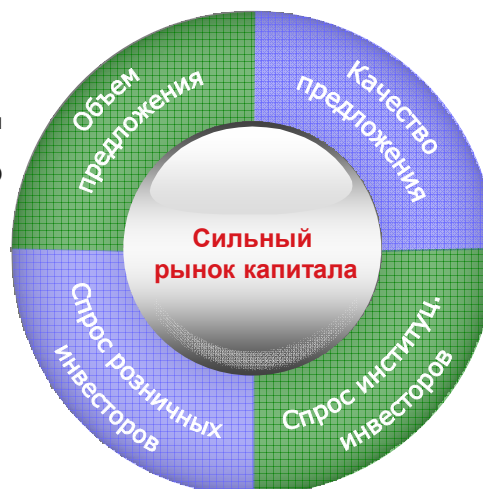 Объем
предложения
Качество
предложения
Сильный
рынок капитала
Спрос розничных
инвесторов
Спрос институц.
инвесторов